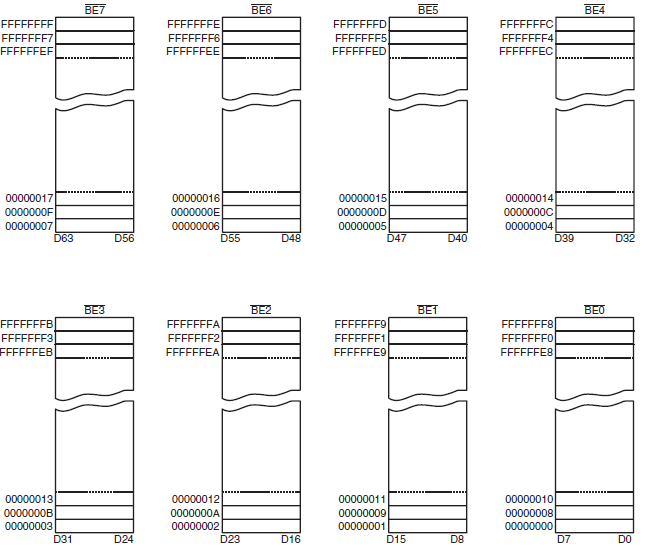 BE7 BE6 BE5 BE4
FFFFFFFF FFFFFFFE FFFFFFFD FFFFFFFC
FFFFFFF7 FFFFFFF6 FFFFFFF5 FFFFFFF4
FFFFFFEF FFFFFFEE FFFFFFED FFFFFFEC
00000017 00000016 00000015 00000014
0000000F 0000000E 0000000D 0000000C
00000007 00000006 00000005 00000004
D63 D56 D55 D48 D47 D40 D39 D32
BE3 BE2 BE1 BE0
FFFFFFFB FFFFFFFA FFFFFFF9 FFFFFFF8
FFFFFFF3 FFFFFFF2 FFFFFFF1 FFFFFFF0
FFFFFFEB FFFFFFEA FFFFFFE9 FFFFFFE8
00000013 00000012 00000011 00000010
0000000B 0000000A 00000009 00000008
00000003 00000002 00000001 00000000
D31 D24 D23 D16 D15 D8 D7 D0